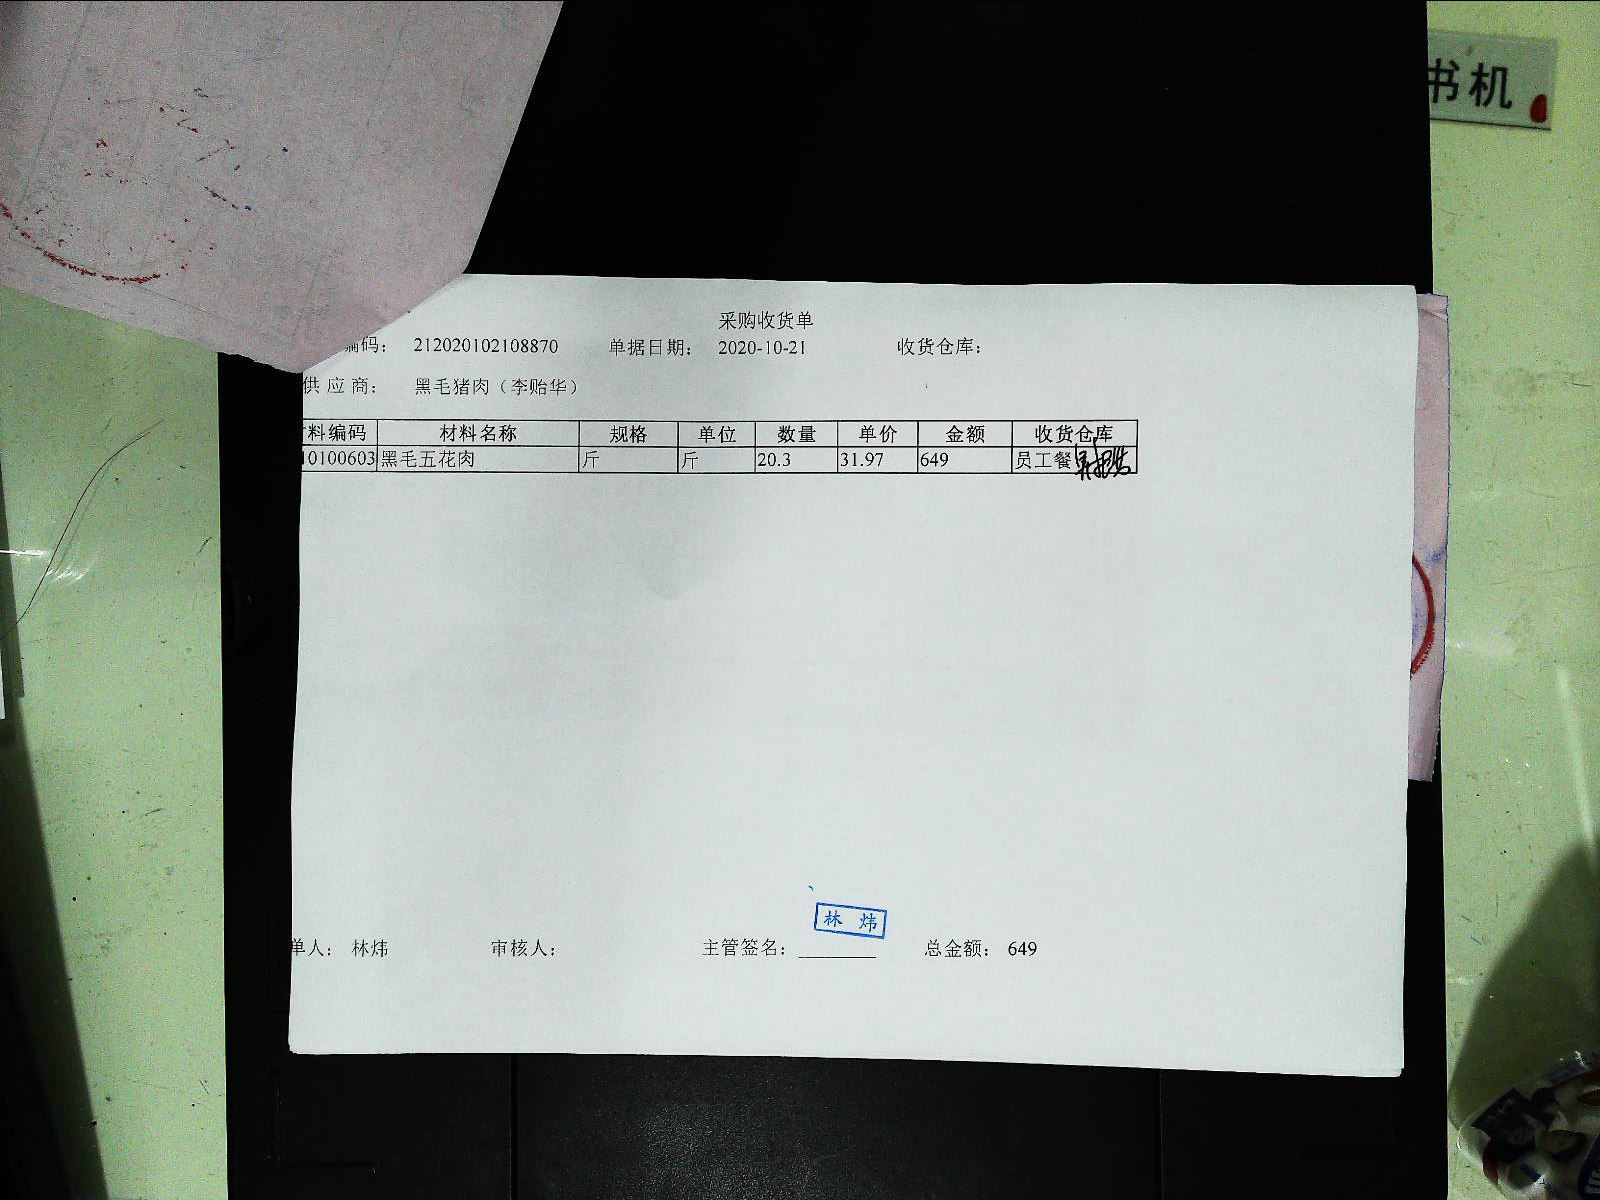 书机
采购收货单
编码： 212020102108870 单据日期： 2020-10-21 收货仓库：
供应商： 黑毛猪肉（李贻华）
料编码 材料名称 规格 单位 数量 单价 金额 收货仓库
10100603 黑毛五花肉 斤 斤 20.3 31.97 649 员工餐
林炜
单人： 林炜 审核人： 主管签名： 总金额： 649